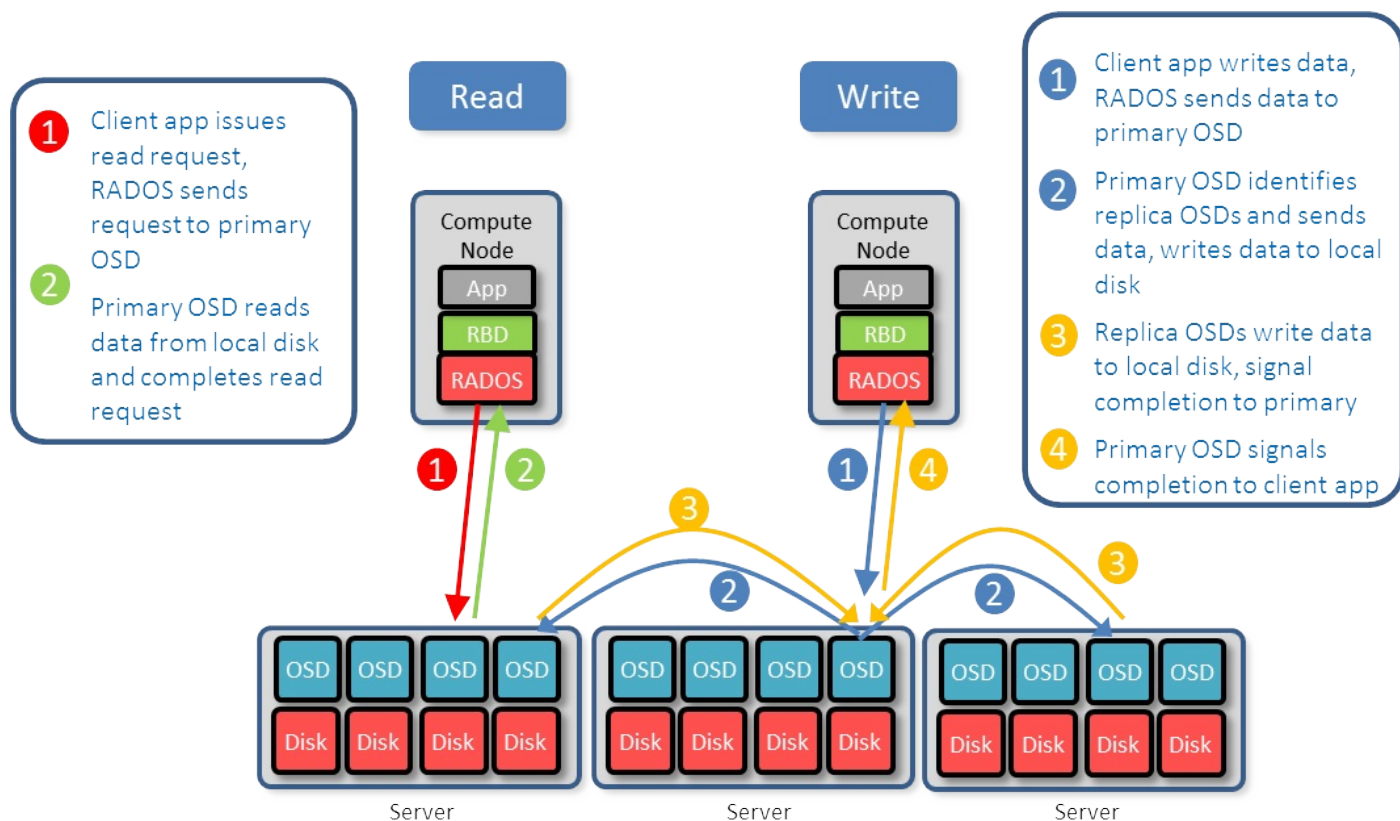 Read
Write
1
Client app issues
read request,
RADOS sends
request to primary
OSD
2
Primary OSD reads
data from local disk
and completes read
request
1
Client app writes data,
RADOS sends data to
primary OSD
2
Primary OSD identifies
replica OSDs and sends
data, writes data to local
disk
3
Replica OSDs write data
to local disk, signal
completion to primary
4
Primary OSD signals
completion to client app
Compute
Node
App
RBD
RADOS
Compute
Node
App
RBD
RADOS
1
2
1
4
3
2
2
3
OSD OSD OSD OSD
Disk Disk Disk Disk
Server
OSD OSD OSD OSD
Disk Disk Disk Disk
Server
OSD OSD OSD OSD
Disk Disk Disk Disk
Server